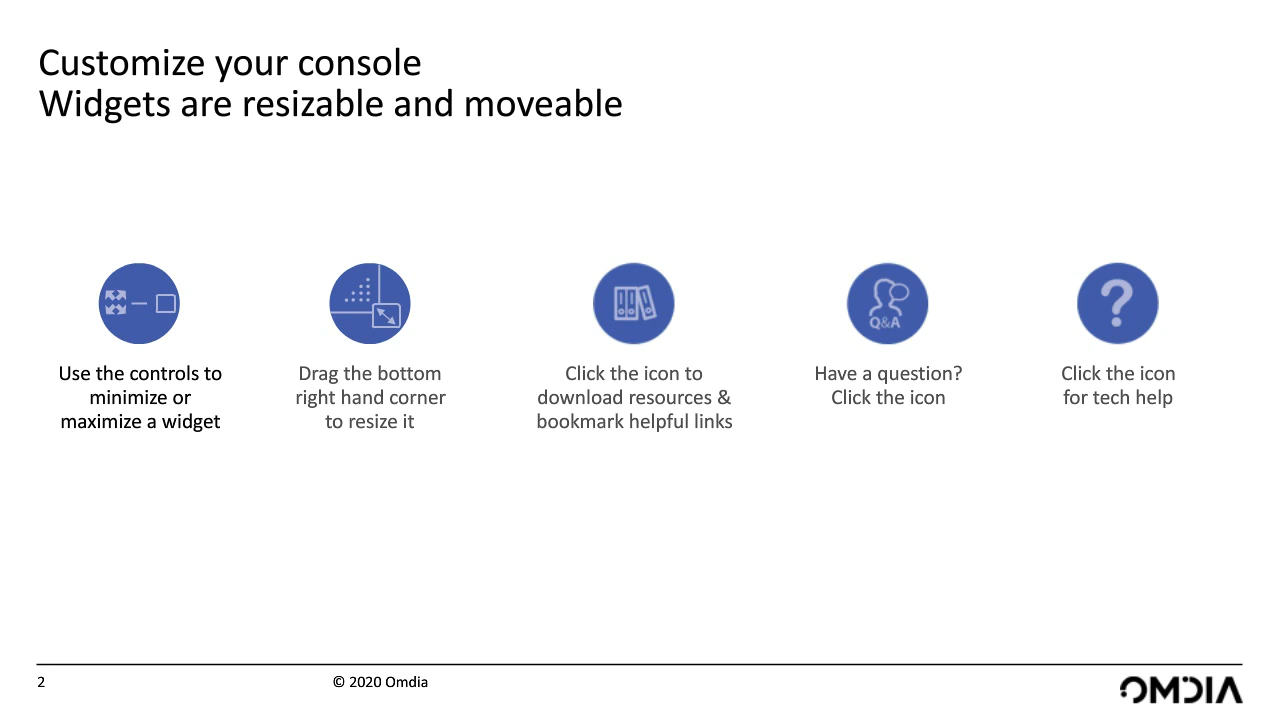 Customize your console
Widgets are resizable and moveable
Q&A
?
Use the controls to
minimize or
maximize a widget
Drag the bottom
right hand corner
to resize it
Click the icon to
download resources &
bookmark helpful links
Have a question?
Click the icon
Click the icon
for tech help
2
© 2020 Omdia
OMDIA